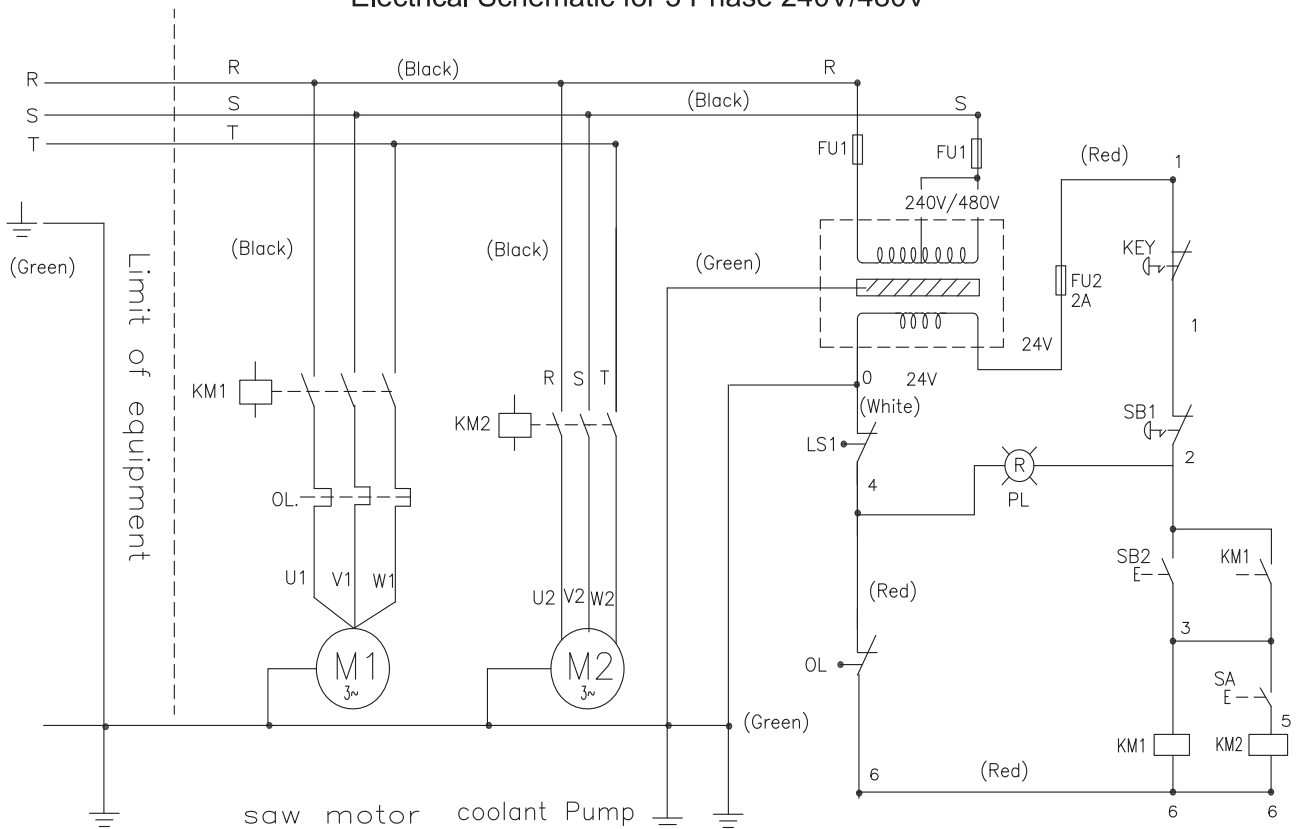 Electrical Schematic for 3 Phase 240V/480V
R R (Black) R
S S (Black) S
T T
FU1 FU1 (Red) 1
240V/480V
(Green) (Black) (Black) (Green) KEY
FU2
2A
Limit of equipment
1
24V
KM1 R S T 0 24V
(White)
KM2 SB1
LS1 2
R
4 PL
OL.
U1 V1 W1 U2 V2 W2 SB2 E KM1
(Red)
3
M1 3~ M2 3~ OL
SA E
(Green) 5
KM1 KM2
6 (Red)
saw motor coolant Pump 6 6